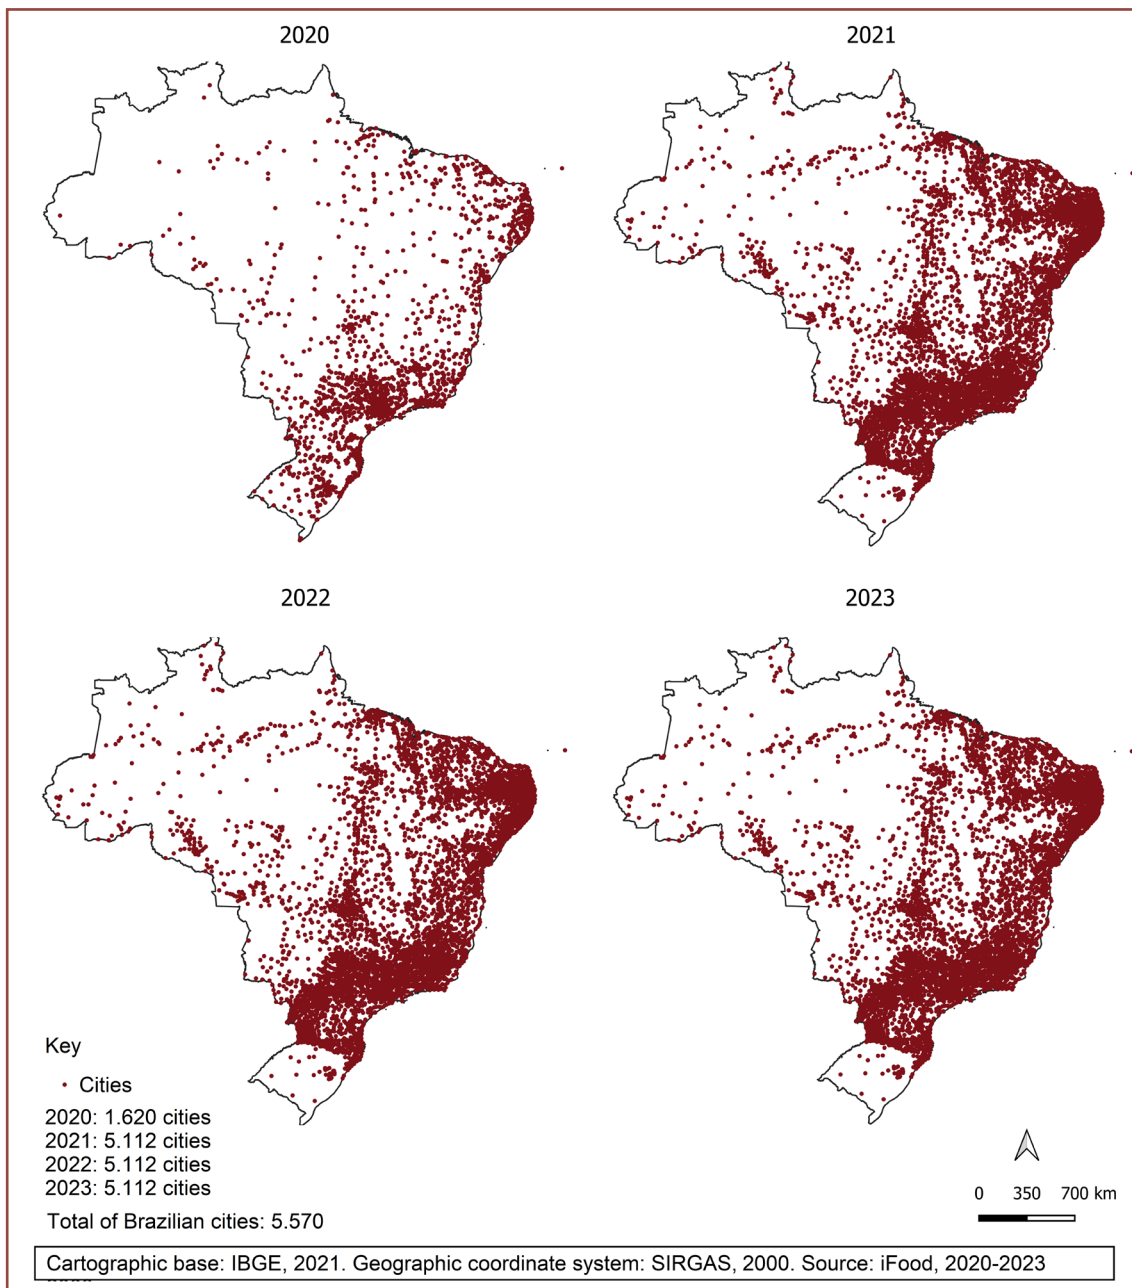 2020
2021
2022
2023
Key
Cities
2020: 1.620 cities
2021: 5.112 cities
2022: 5.112 cities
2023: 5.112 cities
Total of Brazilian cities: 5.570
0 350 700 km
Cartographic base: IBGE, 2021. Geographic coordinate system: SIRGAS, 2000. Source: iFood, 2020-2023